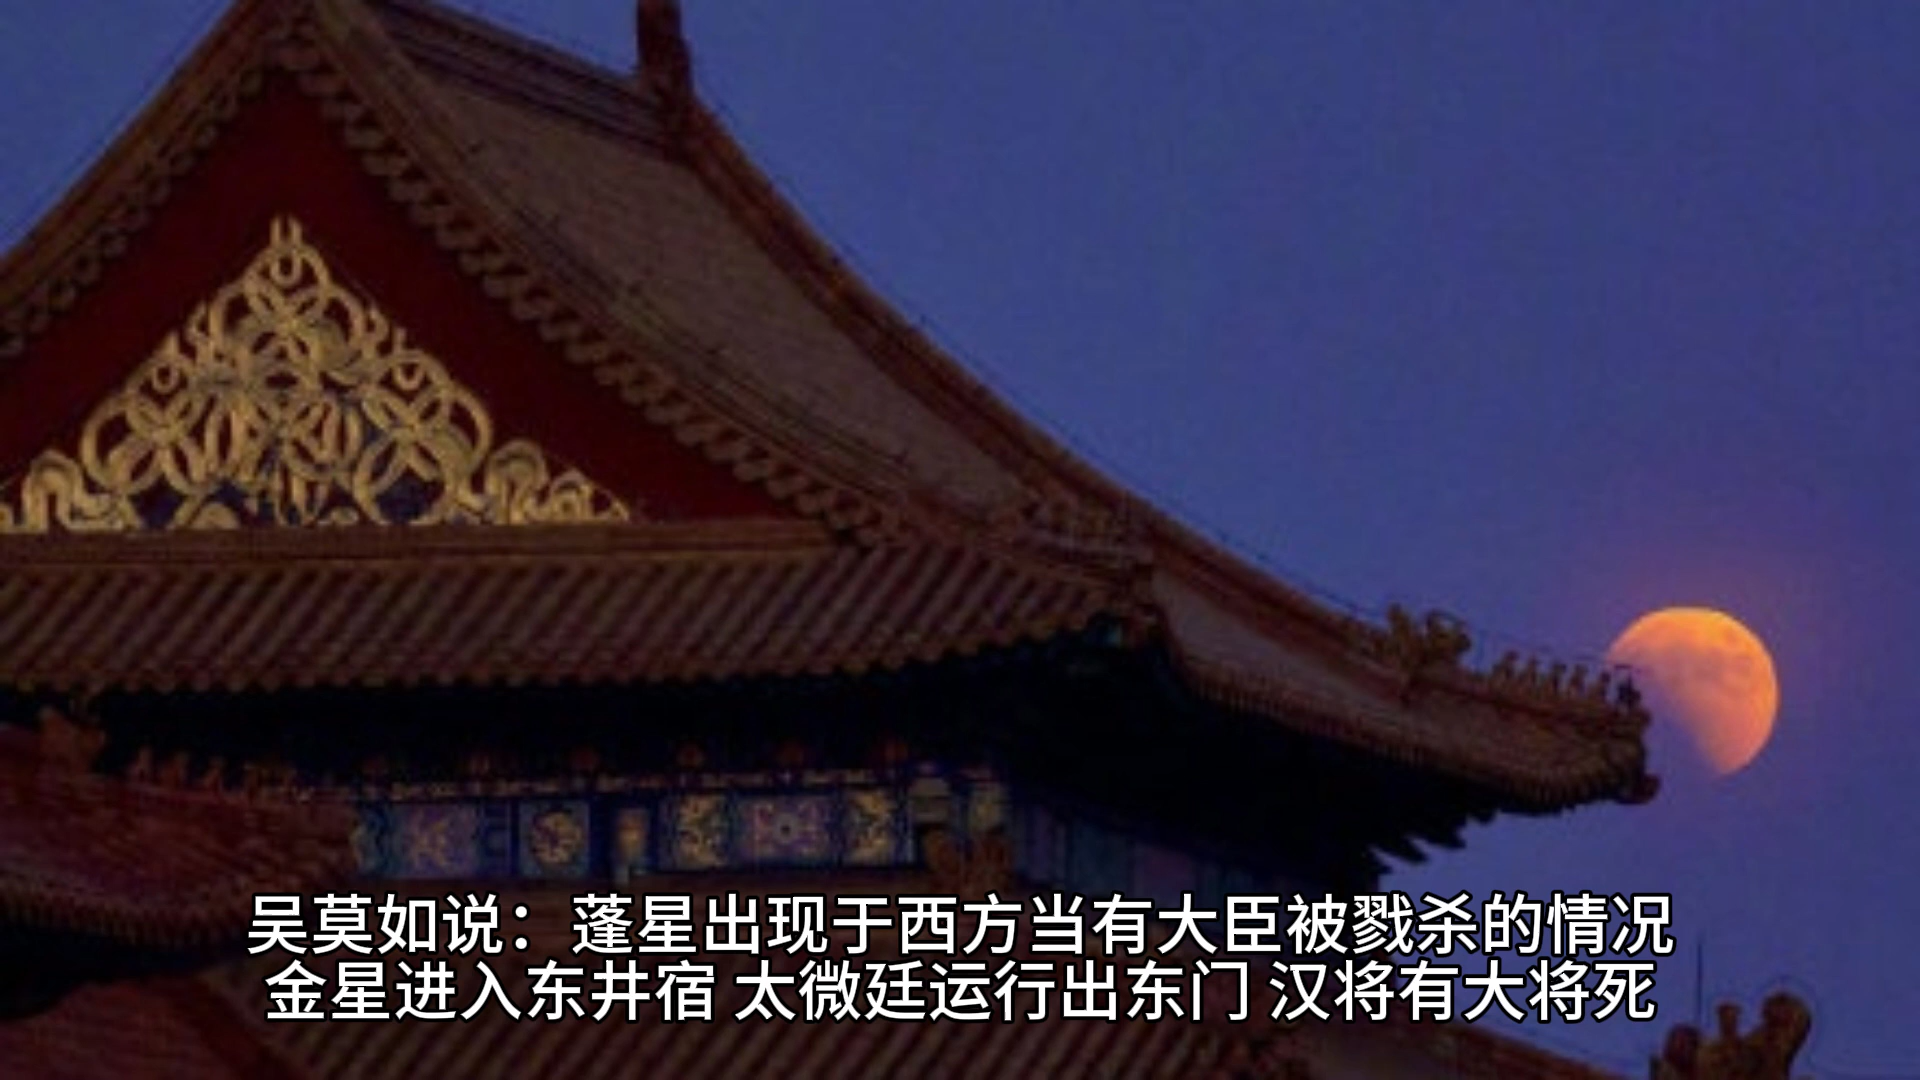 吴莫如说：蓬星出现于西方当有大臣被戮杀的情况
金星进入东井宿 太微廷运行出东门 汉将有大将死